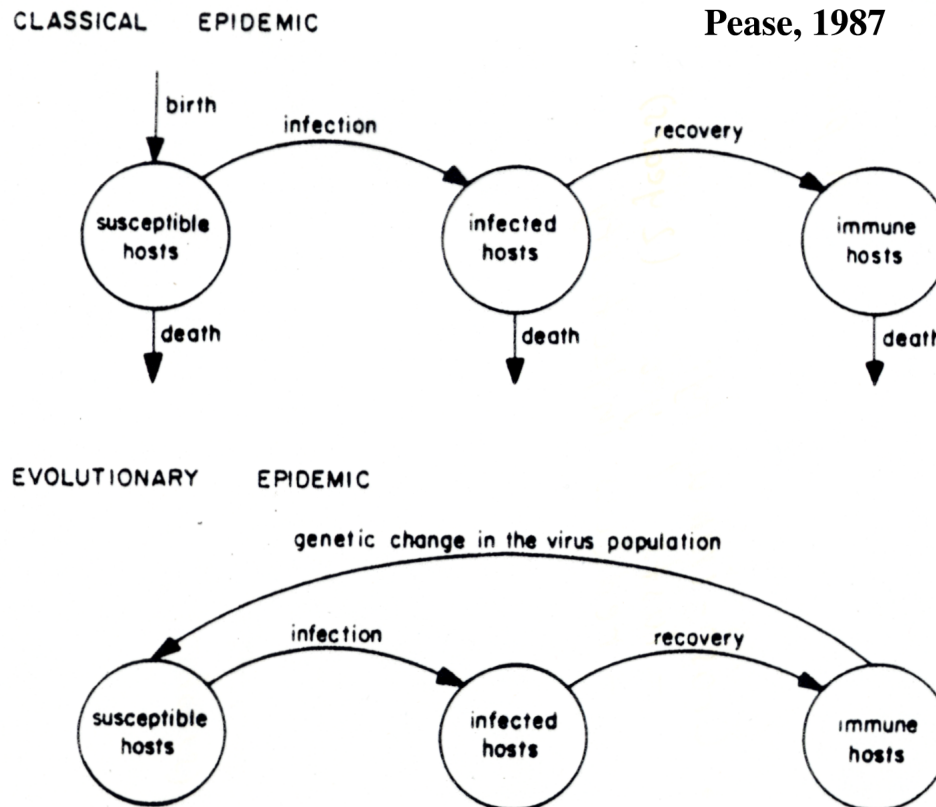 CLASSICAL EPIDEMIC
Pease, 1987
birth
infection
recovery
susceptible
hosts
infected
hosts
immune
hosts
death
death
death
EVOLUTIONARY EPIDEMIC
genetic change in the virus population
infection
recovery
susceptible
hosts
infected
hosts
immune
hosts